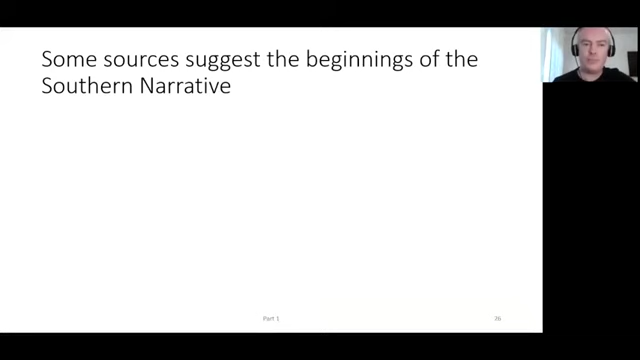 Some sources suggest the beginnings of the
Southern Narrative
Part 1
26